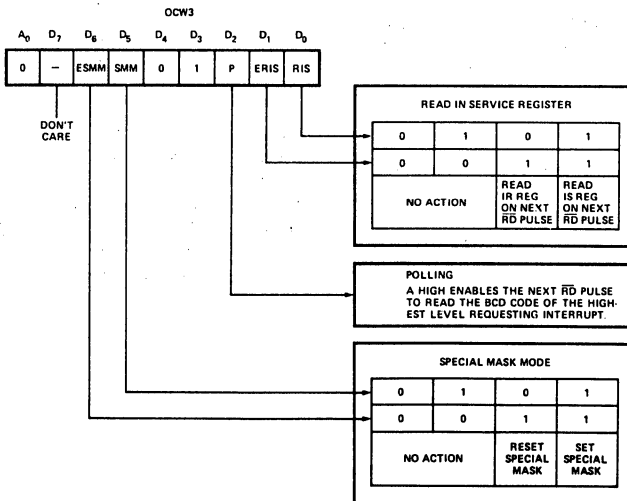 OCW3
A0 D7 D6 D5 D4 D3 D2 D1 D0
0 – ESMM SMM 0 1 P ERIS RIS
DON'T
CARE
READ IN SERVICE REGISTER
0 1 0 1
0 0 1 1
NO ACTION
READ
IR REG
ON NEXT
RD PULSE
READ
IS REG
ON NEXT
RD PULSE
POLLING
A HIGH ENABLES THE NEXT RD PULSE
TO READ THE BCD CODE OF THE HIGH-
EST LEVEL REQUESTING INTERRUPT.
SPECIAL MASK MODE
0 1 0 1
0 0 1 1
NO ACTION
RESET
SPECIAL
MASK
SET
SPECIAL
MASK